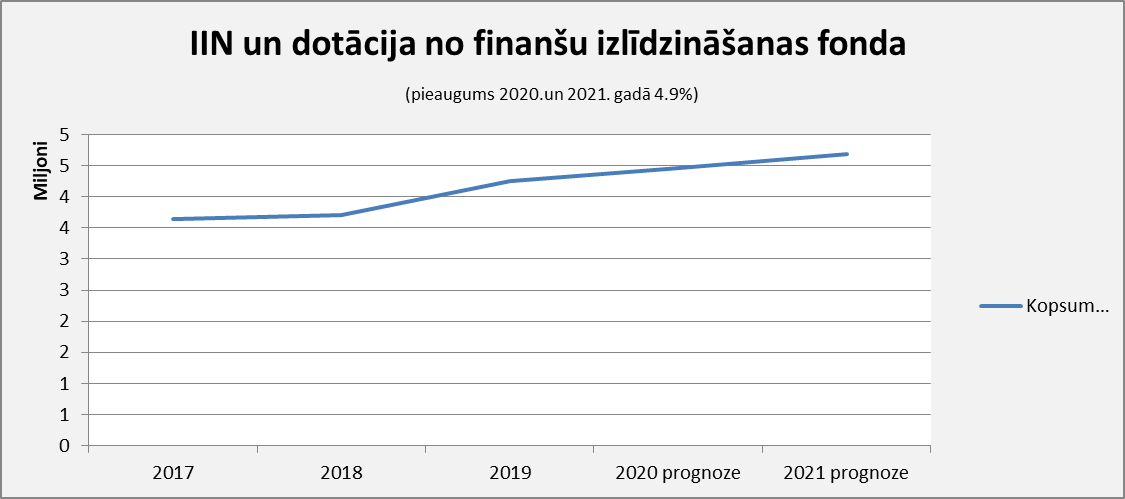 IIN un dotācija no finanšu izlīdzināšanas fonda
(pieaugums 2020.un 2021. gadā 4.9%)
Miljoni
5
5
4
4
3
3
2
2
1
1
0
2017 2018 2019 2020 prognoze 2021 prognoze
Kopsum...